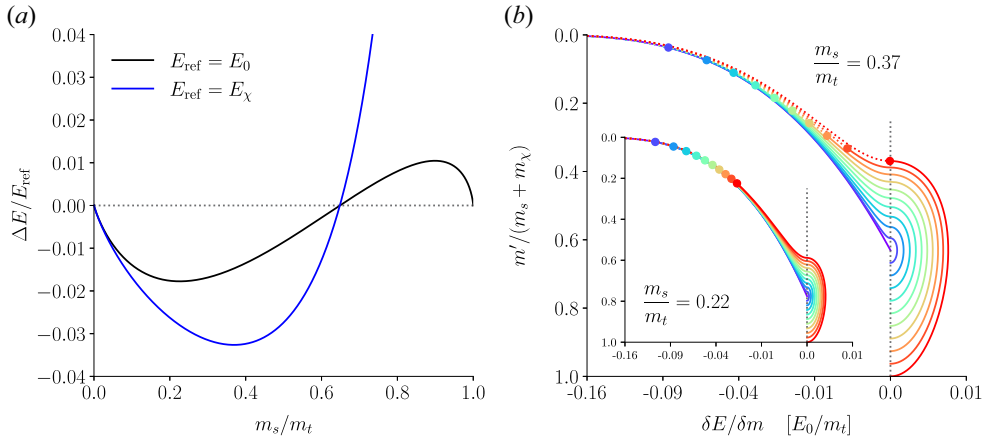 (a)
0.04
0.03
0.02
0.01
0.00
−0.01
−0.02
−0.03
−0.04
ΔE/E_ref
E_ref = E_0
E_ref = E_χ
0.0 0.2 0.4 0.6 0.8 1.0
m_s/m_t
(b)
0.0
0.2
0.4
0.6
0.8
1.0
m′/(m_s + m_χ)
m_s/m_t = 0.37
0.0
0.2
0.4
0.6
0.8
1.0
m_s/m_t = 0.22
-0.16 -0.09 -0.04 -0.01 0.0 0.01
-0.16 -0.09 -0.04 -0.01 0.0 0.01
δE/δm [E_0/m_t]